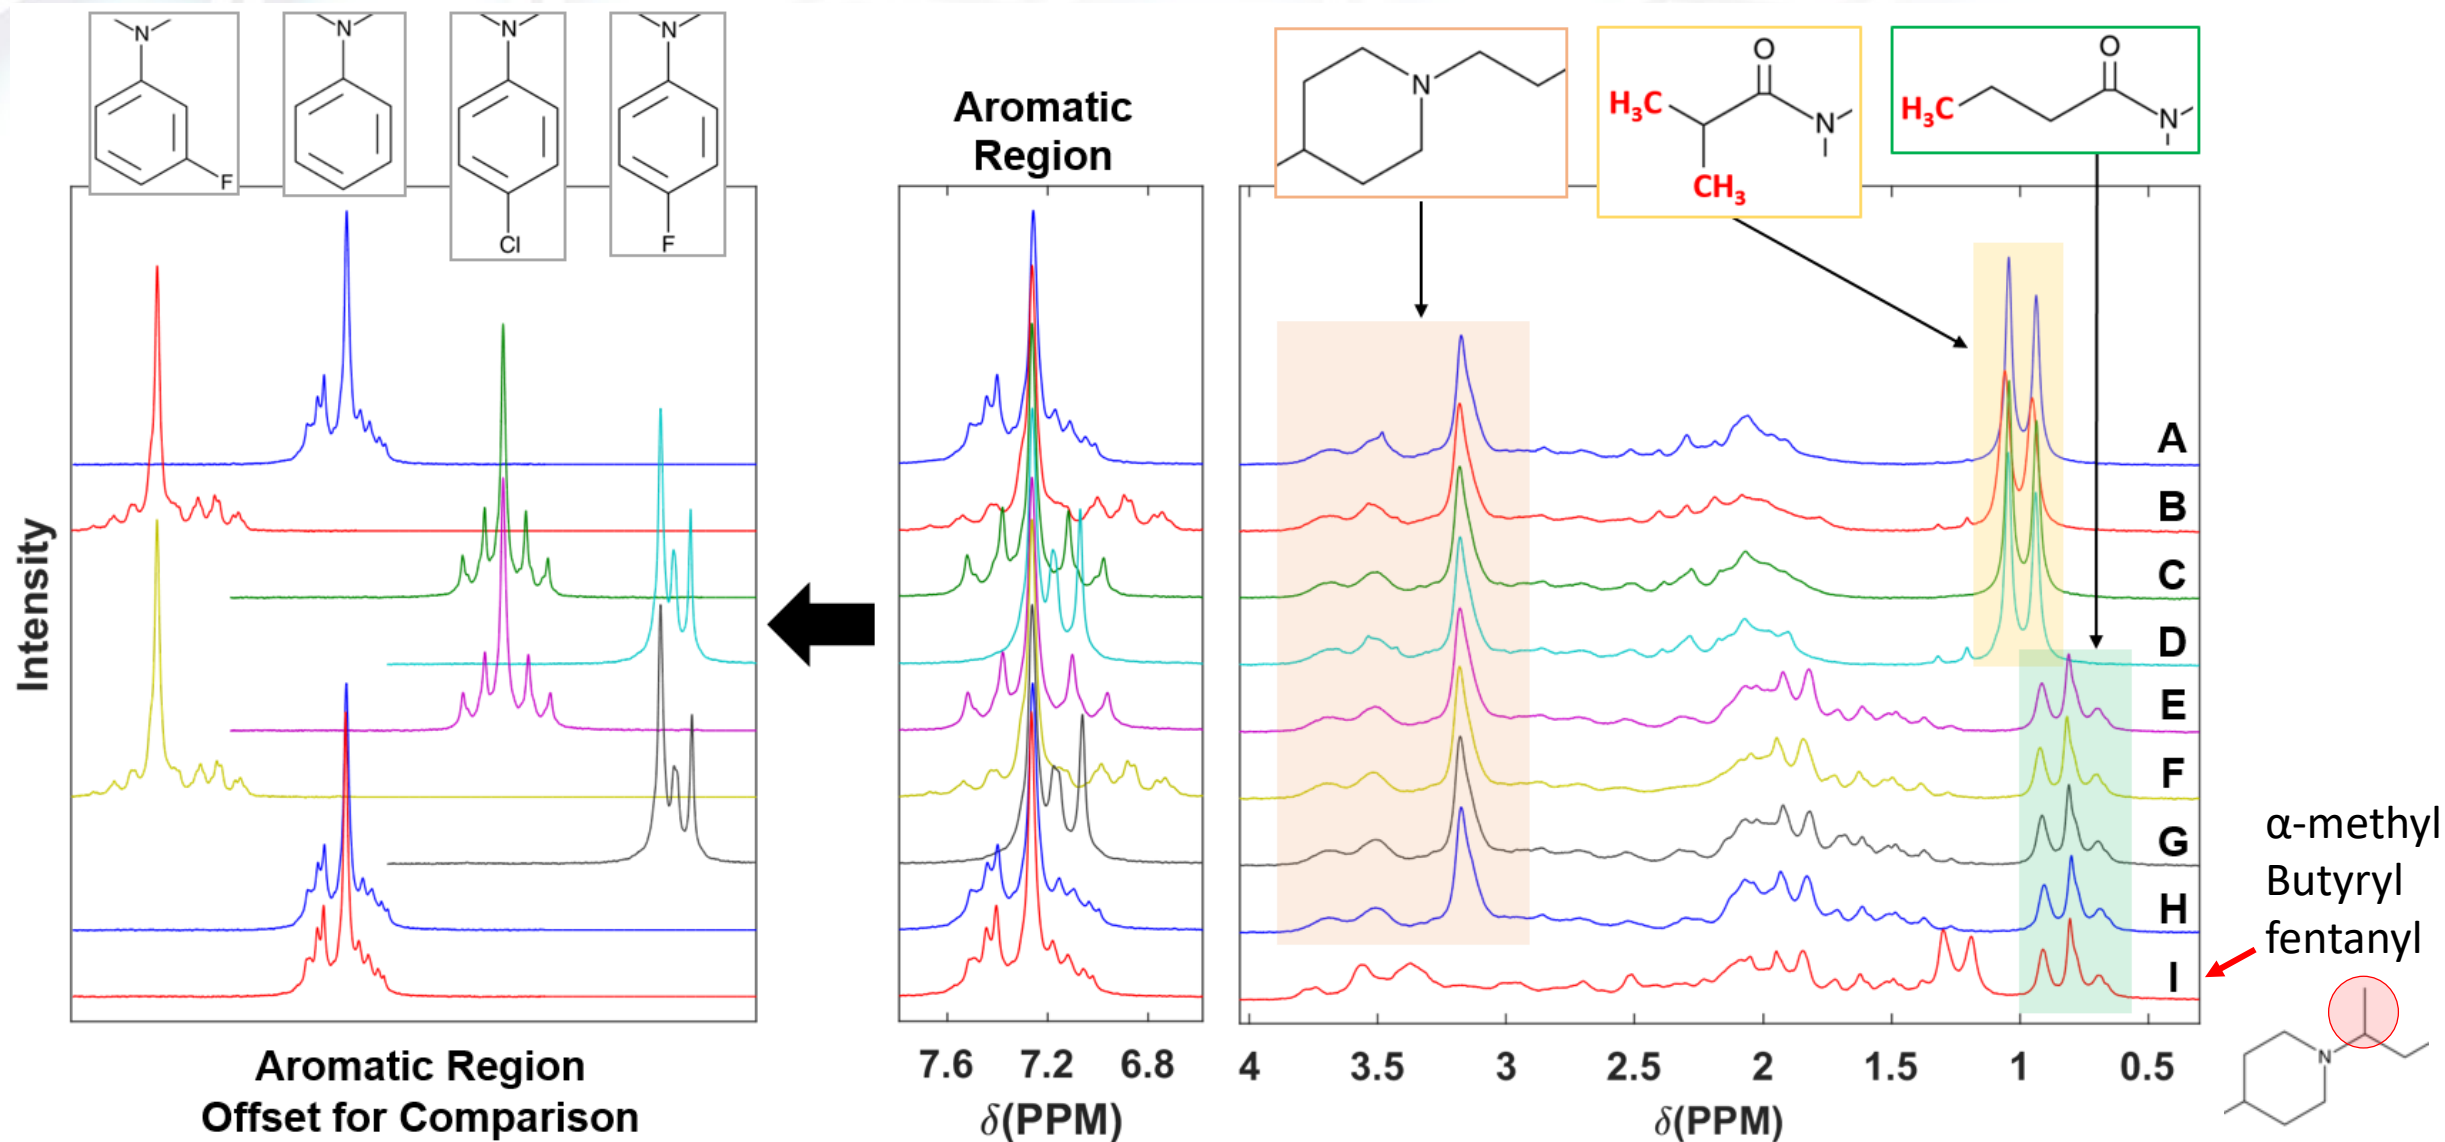 N
F
N
N
Cl
N
F
Aromatic
Region
N
O
H₃C
N
CH₃
O
H₃C
N
Intensity
A
B
C
D
E
F
G
H
I
α-methyl
Butyryl
fentanyl
N
7.6 7.2 6.8
4 3.5 3 2.5 2 1.5 1 0.5
Aromatic Region
Offset for Comparison
δ(PPM)
δ(PPM)